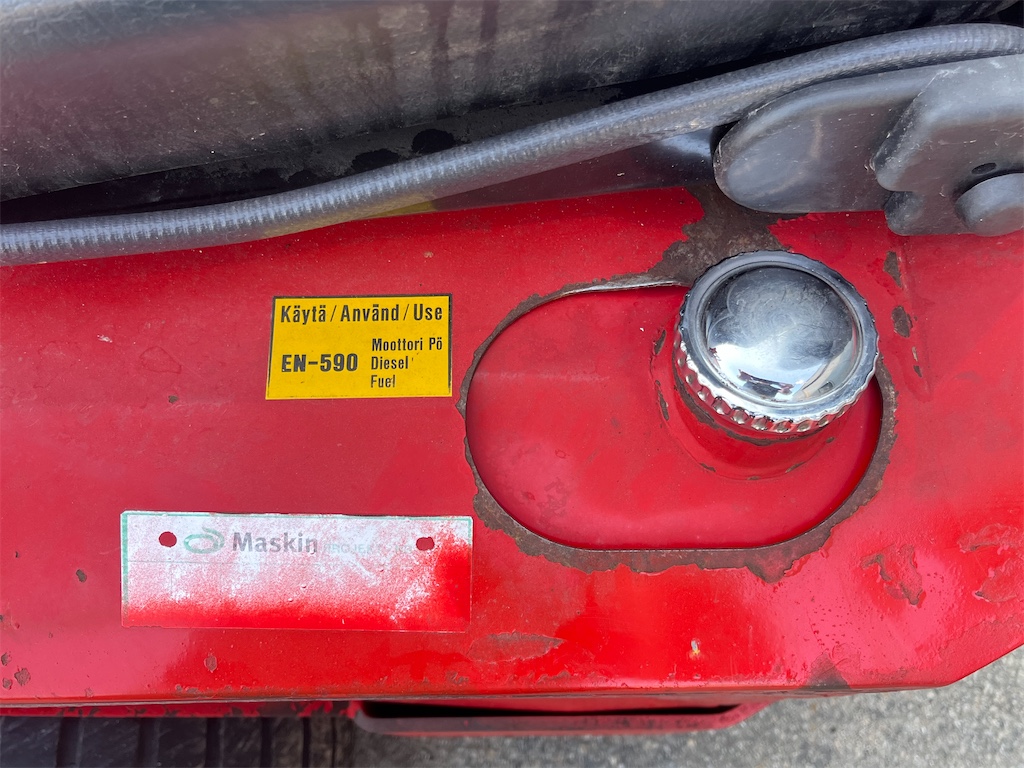 Käytä/Använd/Use
EN-590
Moottori Pö
Diesel
Fuel
Maskin